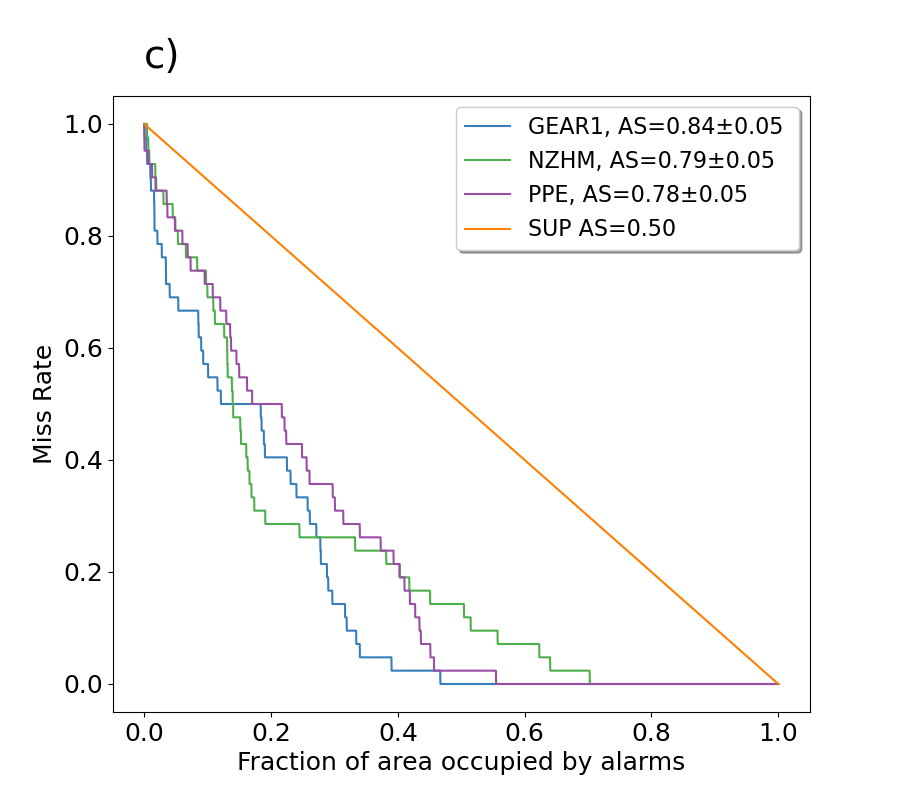 c)
GEAR1, AS=0.84±0.05
NZHM, AS=0.79±0.05
PPE, AS=0.78±0.05
SUP AS=0.50
Miss Rate
1.0
0.8
0.6
0.4
0.2
0.0
0.0 0.2 0.4 0.6 0.8 1.0
Fraction of area occupied by alarms